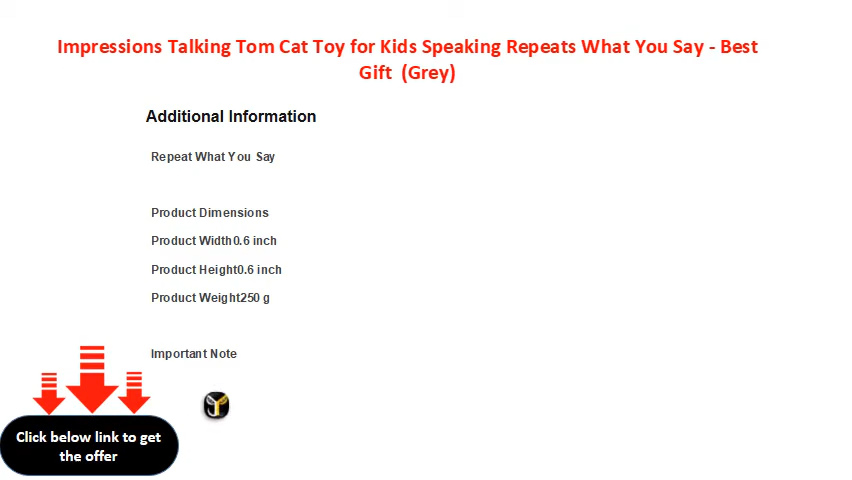 Impressions Talking Tom Cat Toy for Kids Speaking Repeats What You Say - Best
Gift (Grey)
Additional Information
Repeat What You Say
Product Dimensions
Product Width0.6 inch
Product Height0.6 inch
Product Weight250 g
Important Note
Click below link to get
the offer